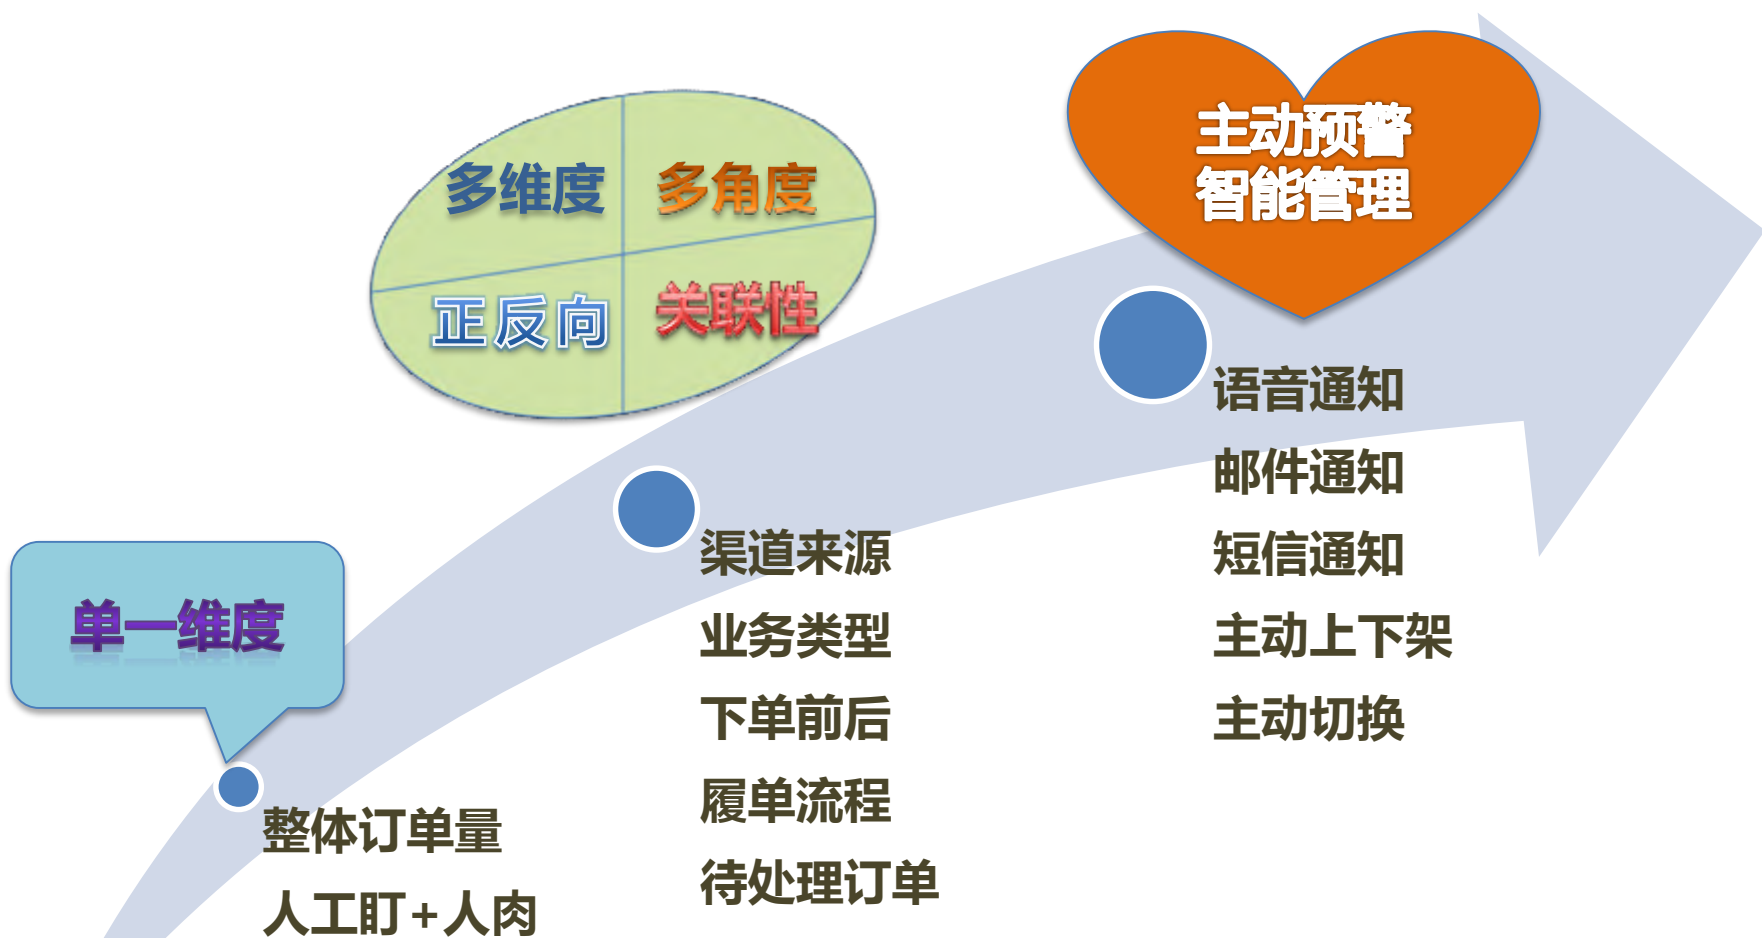 主动预警
智能管理
多维度
多角度
正反向
关联性
语音通知
邮件通知
短信通知
主动上下架
主动切换
渠道来源
业务类型
下单前后
履单流程
待处理订单
单一维度
整体订单量
人工盯+人肉